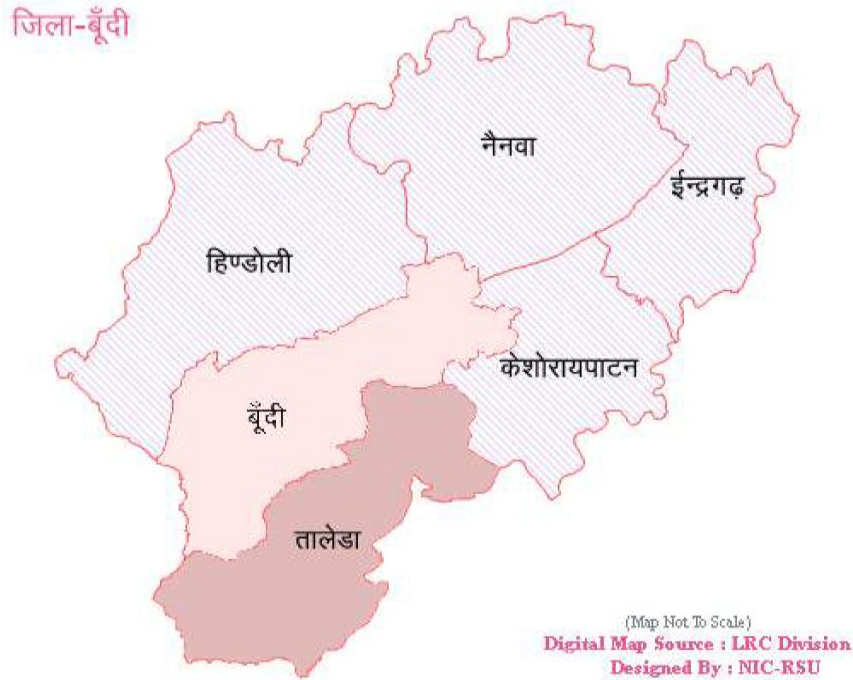 जिला-बूँदी
नैनवा
ईन्द्रगढ़
हिण्डोली
केशोरायपाटन
बूँदी
तालेडा
(Map Not To Scale)
Digital Map Source : LRC Division
Designed By : NIC-RSU